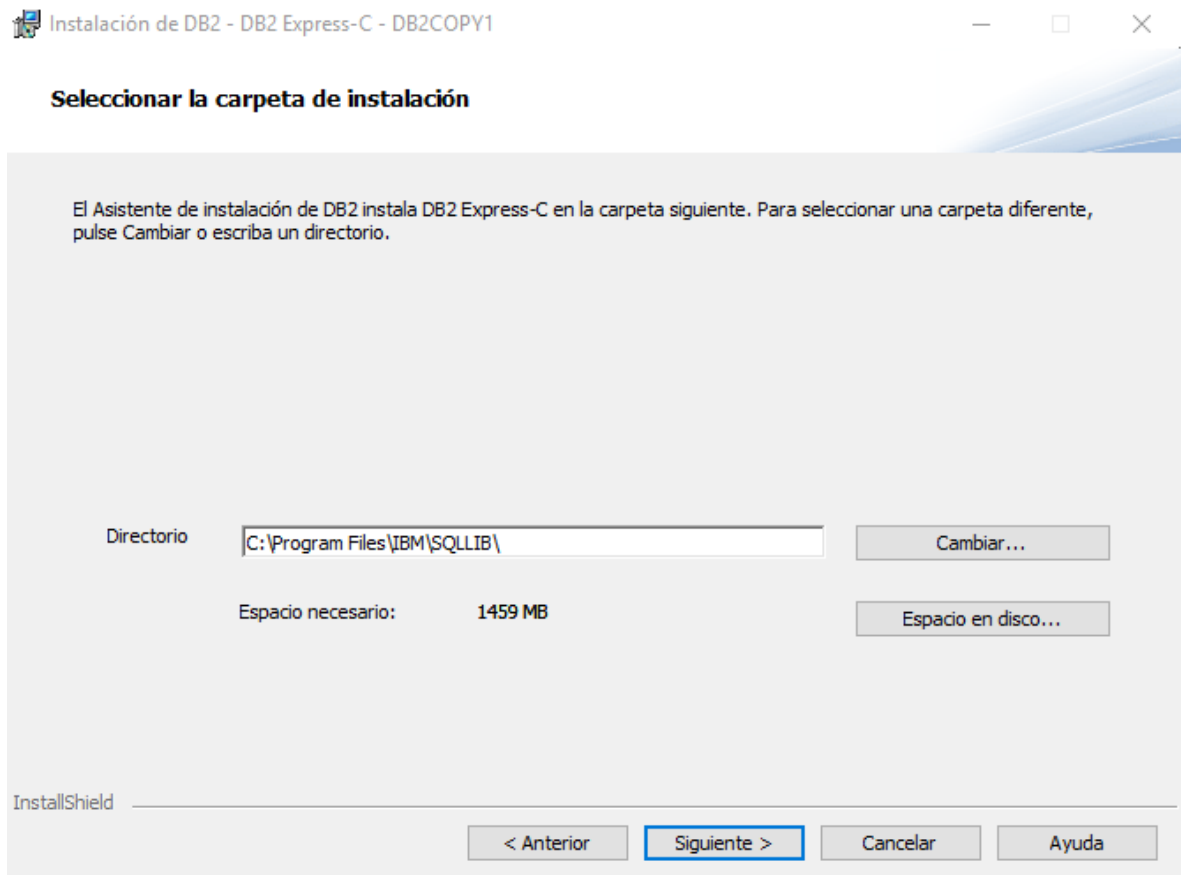 Instalación de DB2 - DB2 Express-C - DB2COPY1
Seleccionar la carpeta de instalación
El Asistente de instalación de DB2 instala DB2 Express-C en la carpeta siguiente. Para seleccionar una carpeta diferente,
pulse Cambiar o escriba un directorio.
Directorio C:\Program Files\IBM\SQLLIB\ Cambiar...
Espacio necesario: 1459 MB Espacio en disco...
InstallShield
< Anterior Siguiente > Cancelar Ayuda